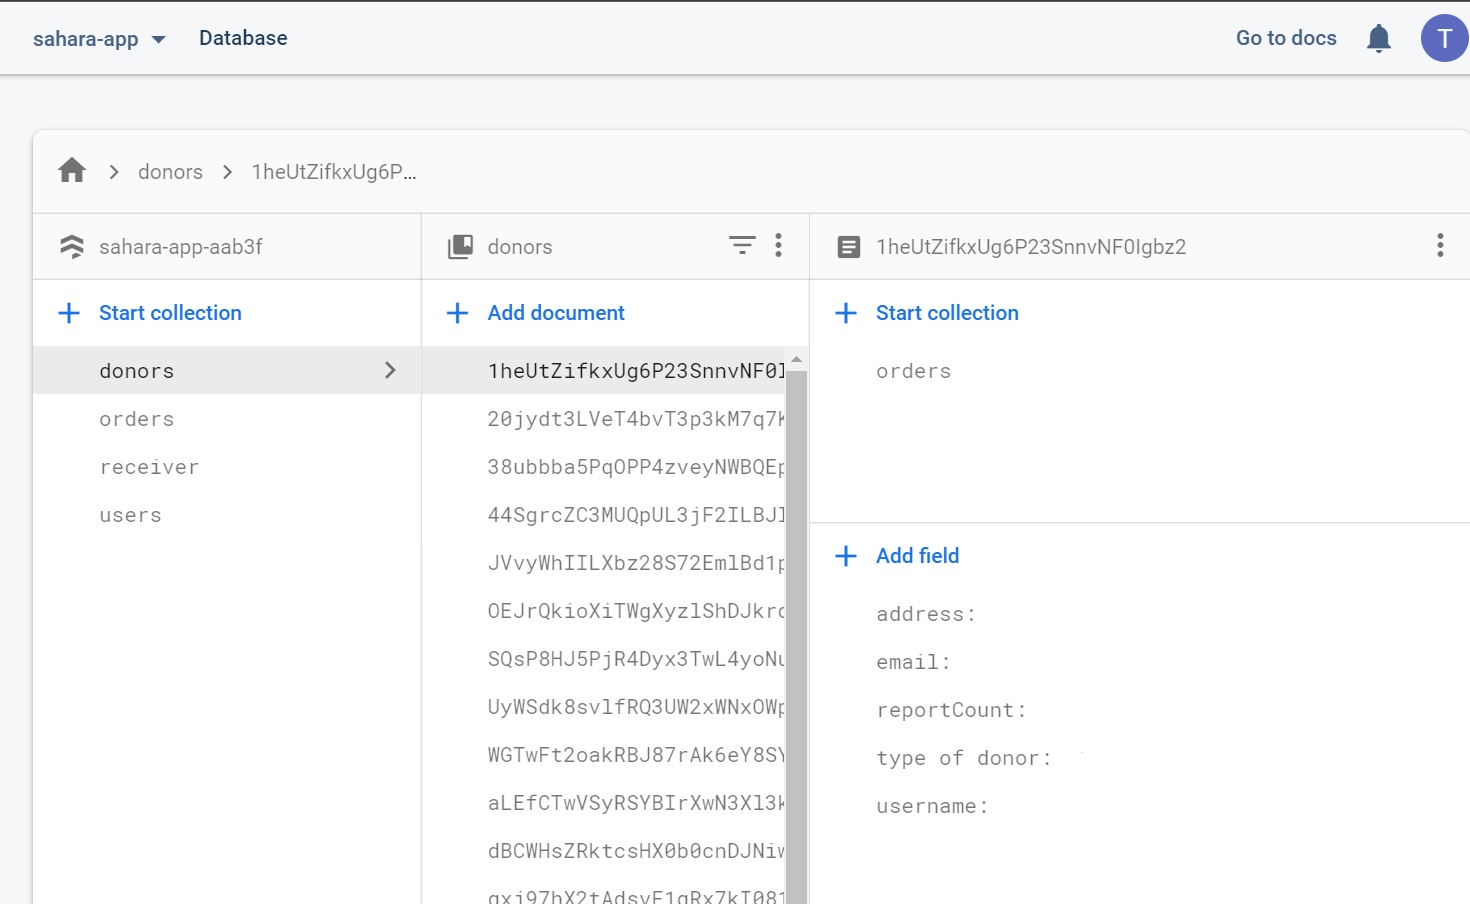 sahara-app Database Go to docs T
donors 1heUtZifkxUg6P...
sahara-app-aab3f
Start collection
donors
orders
receiver
users
donors
Add document
1heUtZifkxUg6P23SnnvNF0I
20jydt3LVeT4bvT3p3kM7q7K
38ubbba5PqOPP4zveyNWBQEp
44SgrcZC3MUQpUL3jF2ILBJI
JVvyWhIILXbz28S72EmlBd1p
OEJrQkioXiTWgXyzlShDJkrc
SQsP8HJ5PjR4Dyx3TwL4yoNu
UyWSdk8svlfRQ3UW2xWNxOWp
WGTwFt2oakRBJ87rAk6eY8SY
aLEfCTwVSyRSYBIrXwN3Xl3k
dBCWHsZRktcsHX0b0cnDJNiw
1heUtZifkxUg6P23SnnvNF0Igbz2
Start collection
orders
Add field
address:
email:
reportCount:
type of donor:
username: